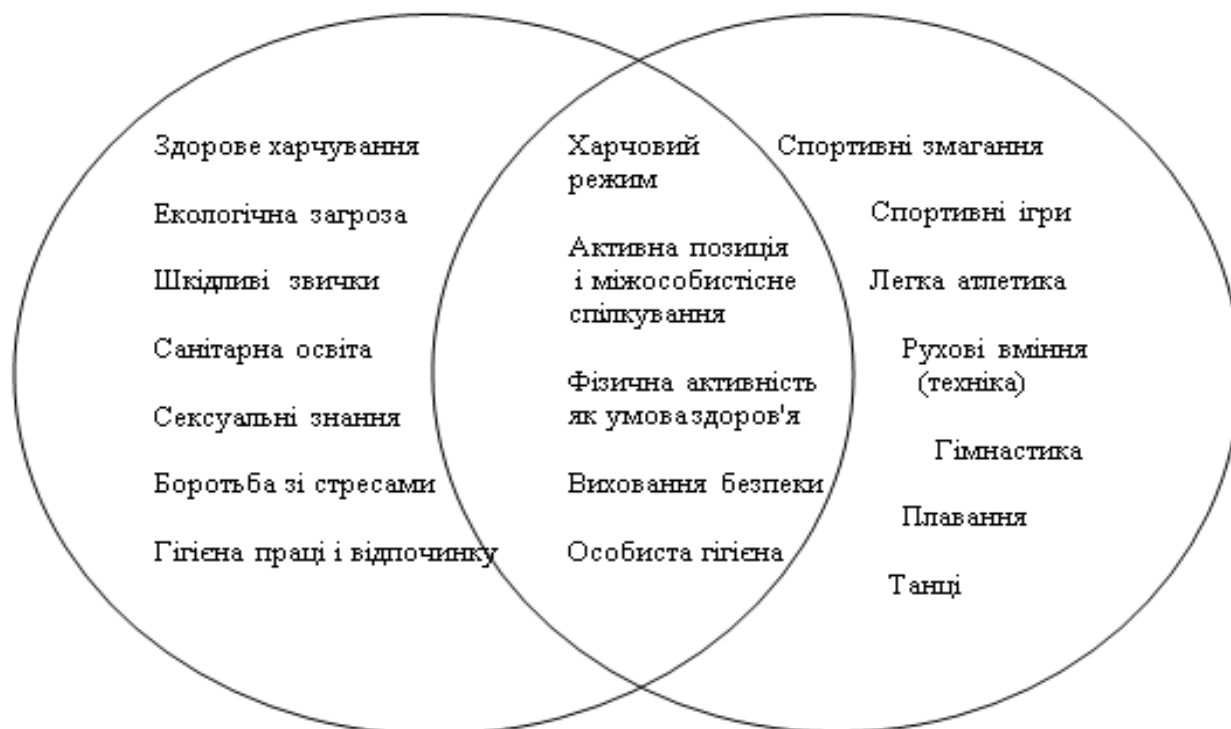 Здорове харчування
Екологічна загроза
Шкідливі звички
Санітарна освіта
Сексуальні знання
Боротьба зі стресами
Гігієна праці і відпочинку
Харчовий
режим
Активна позиція
і міжособистісне
спілкування
Фізична активність
як умоваздоров'я
Виховання безпеки
Особиста гігієна
Спортивні змагання
Спортивні ігри
Легка атлетика
Рухові вміння
(техніка)
Гімнастика
Плавання
Танці